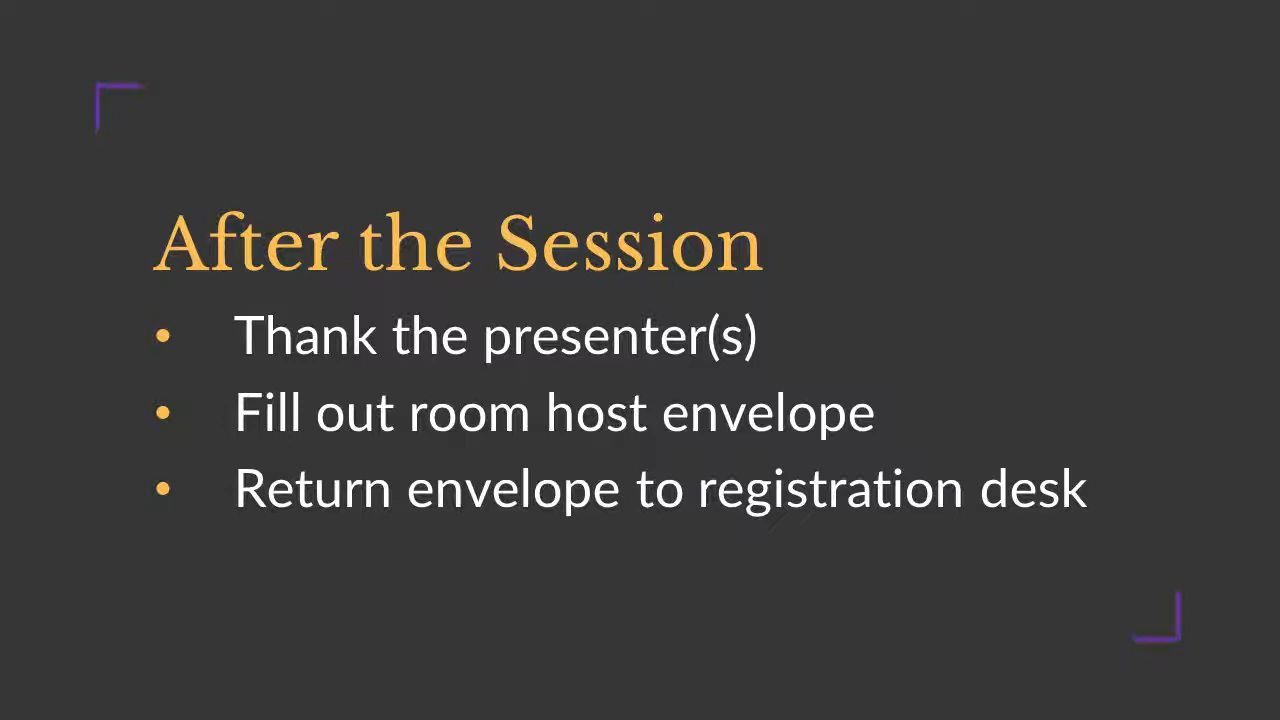 After the Session
• Thank the presenter(s)
• Fill out room host envelope
• Return envelope to registration desk